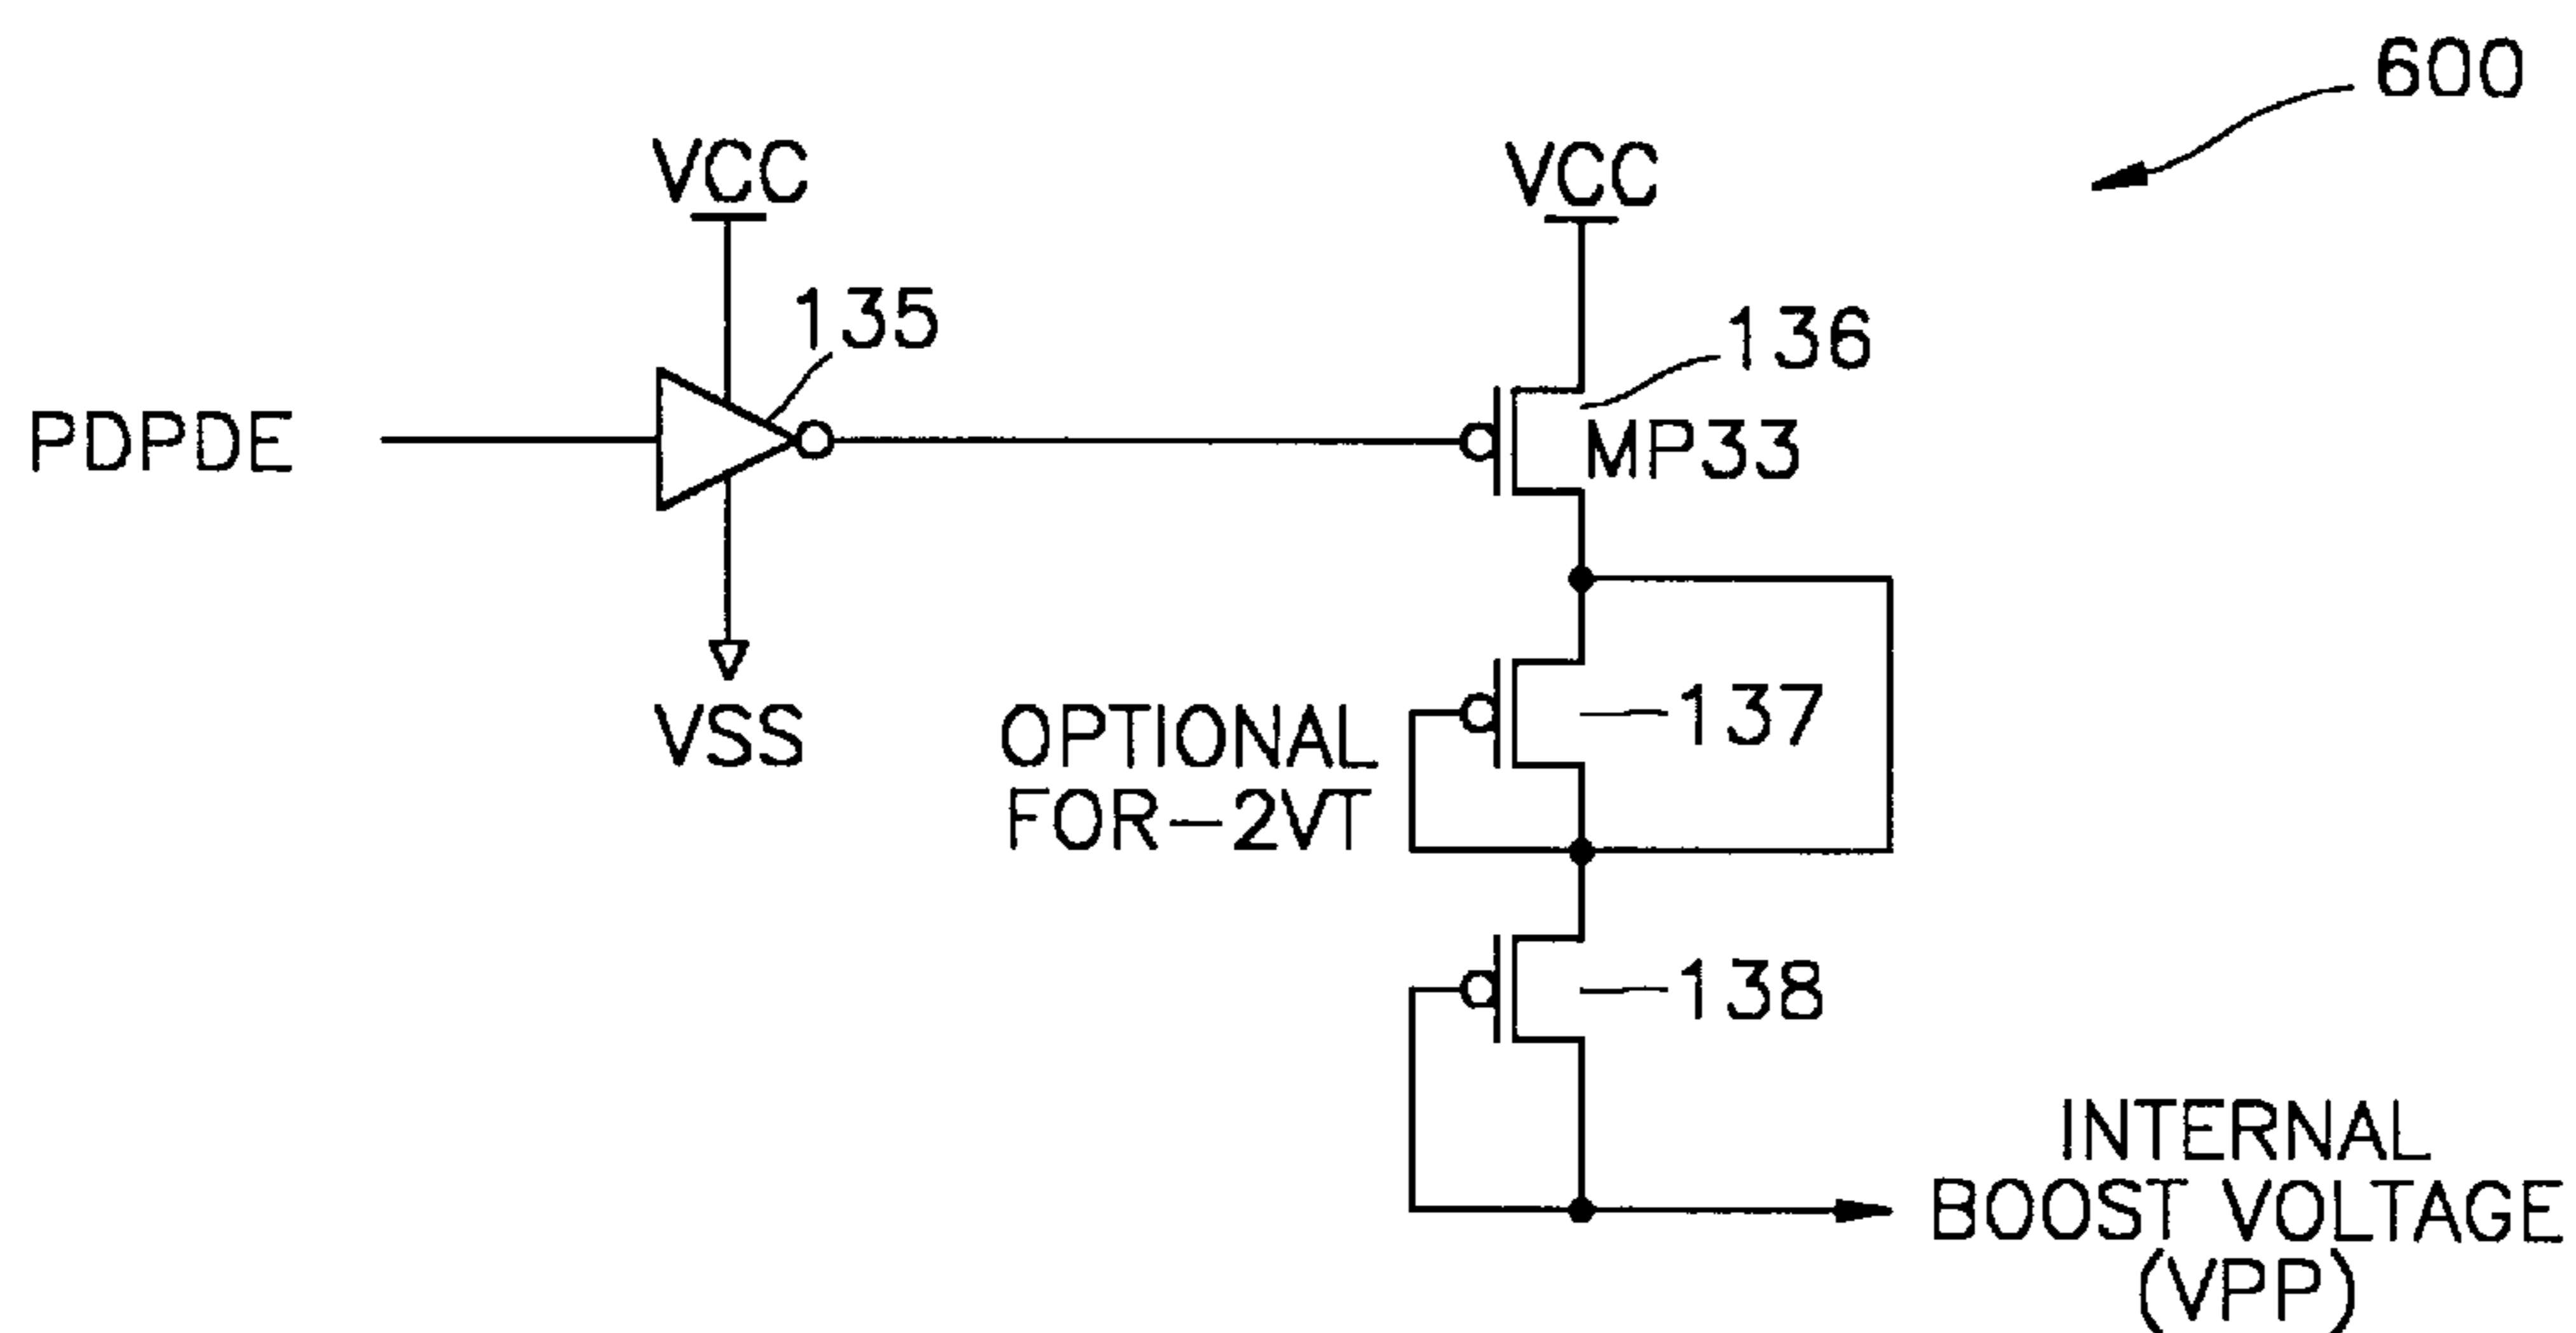 600
VCC
VCC
135
136
PDPDE
MP33
137
VSS
OPTIONAL
FOR-2VT
138
INTERNAL
BOOST VOLTAGE
(VPP)